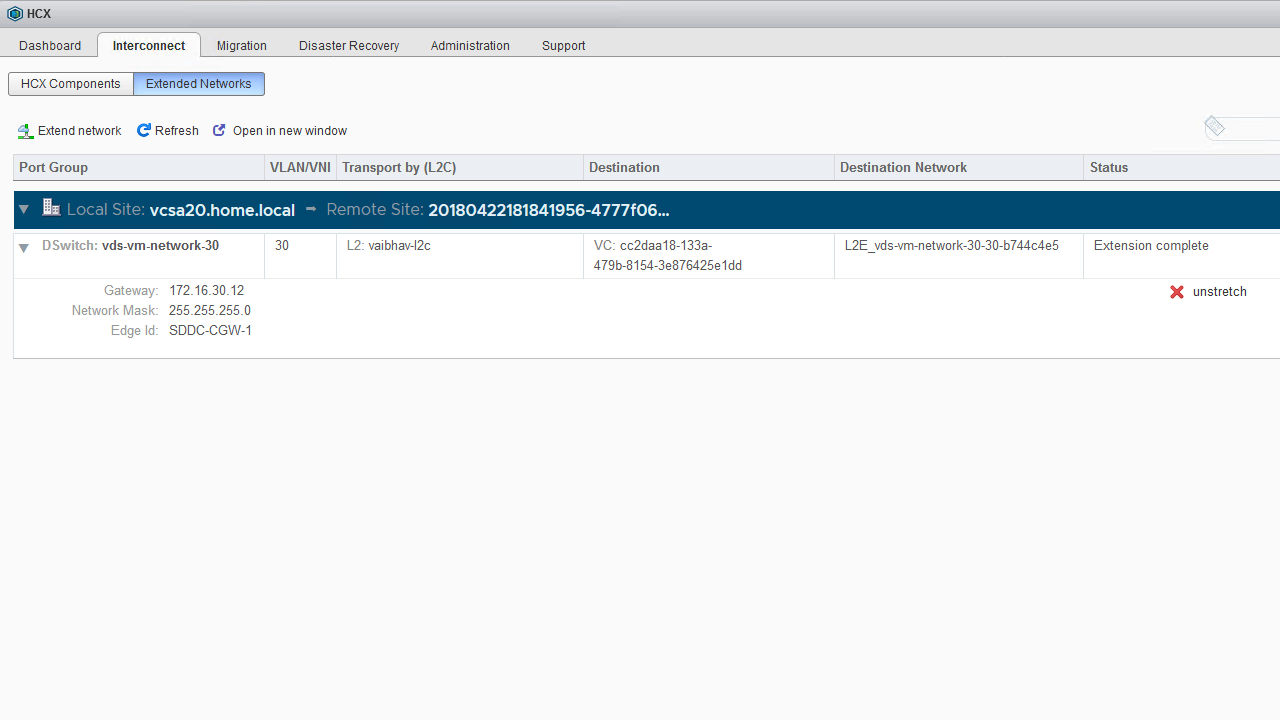 HCX
Dashboard Interconnect Migration Disaster Recovery Administration Support
HCX Components Extended Networks
Extend network Refresh Open in new window
Port Group VLAN/VNI Transport by (L2C) Destination Destination Network Status
Local Site: vcsa20.home.local Remote Site: 20180422181841956-4777f06...
DSwitch: vds-vm-network-30 30 L2: vaibhav-l2c VC: cc2daa18-133a- L2E_vds-vm-network-30-30-b744c4e5 Extension complete
479b-8154-3e876425e1dd
Gateway: 172.16.30.12 unstretch
Network Mask: 255.255.255.0
Edge Id: SDDC-CGW-1